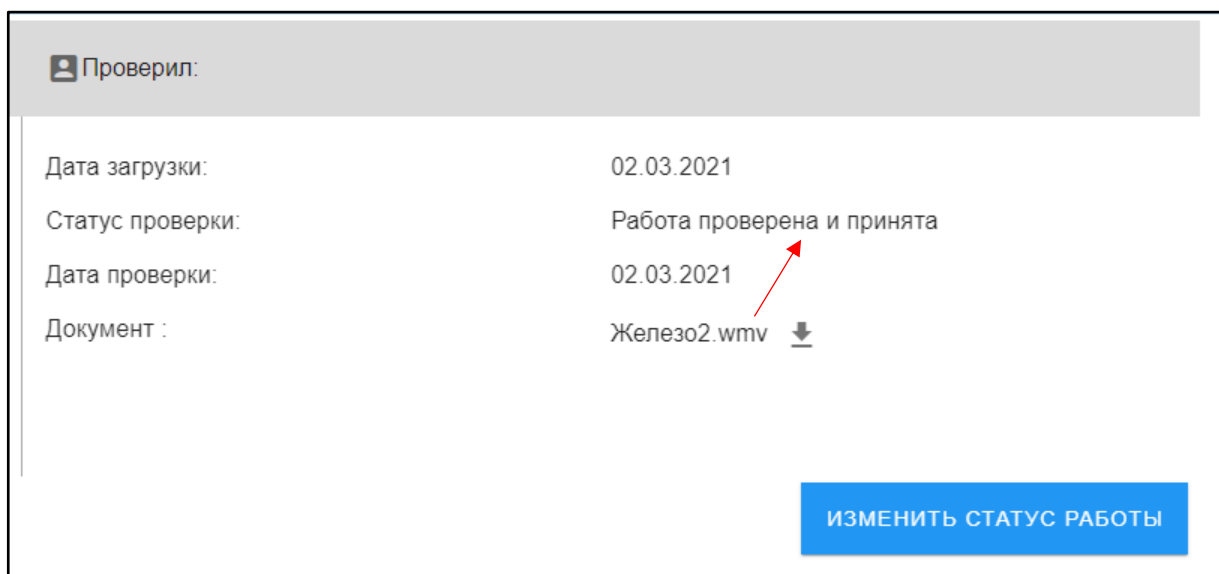 Проверил:
Дата загрузки: 02.03.2021
Статус проверки: Работа проверена и принята
Дата проверки: 02.03.2021
Документ : Железо2.wmv
ИЗМЕНИТЬ СТАТУС РАБОТЫ